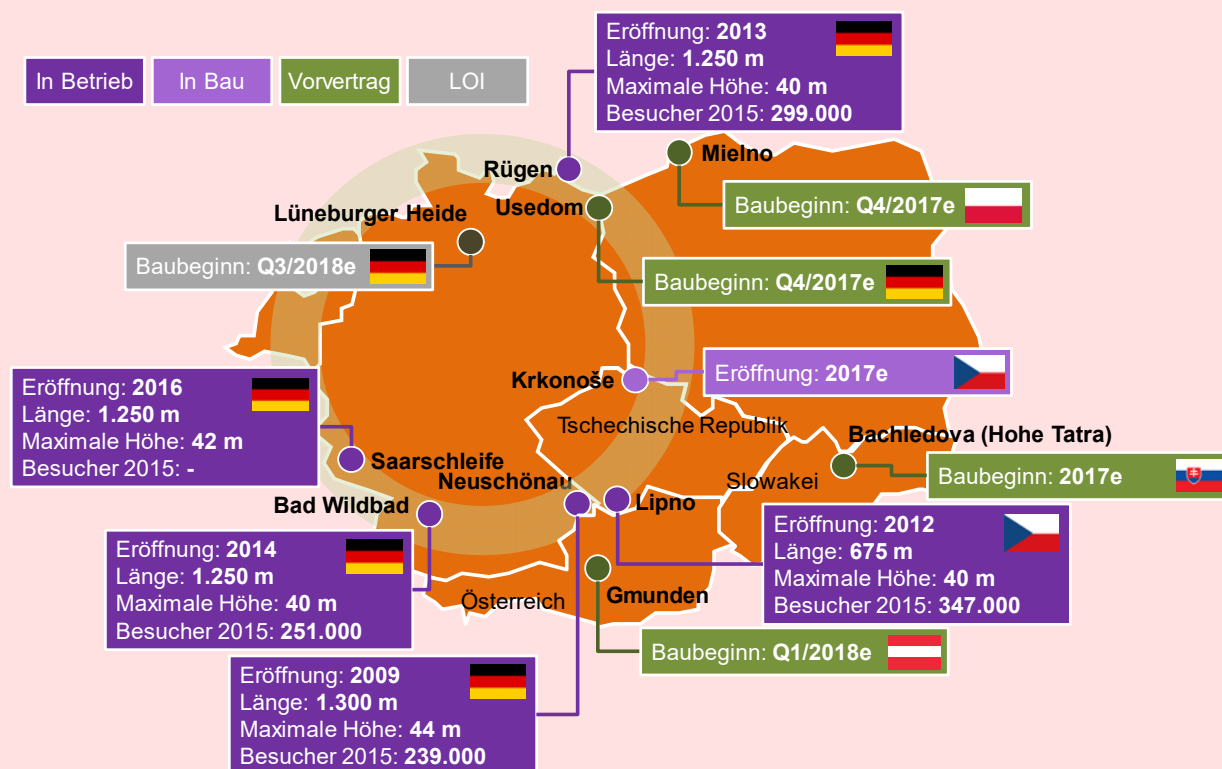 In Betrieb
In Bau
Vorvertrag
LOI
Eröffnung: 2013
Länge: 1.250 m
Maximale Höhe: 40 m
Besucher 2015: 299.000
Rügen
Mielno
Baubeginn: Q4/2017e
Usedom
Baubeginn: Q4/2017e
Lüneburger Heide
Baubeginn: Q3/2018e
Krkonoše
Eröffnung: 2017e
Tschechische Republik
Eröffnung: 2016
Länge: 1.250 m
Maximale Höhe: 42 m
Besucher 2015: -
Saarschleife
Bachledova (Hohe Tatra)
Baubeginn: 2017e
Slowakei
Neuschönau
Lipno
Bad Wildbad
Eröffnung: 2012
Länge: 675 m
Maximale Höhe: 40 m
Besucher 2015: 347.000
Eröffnung: 2014
Länge: 1.250 m
Maximale Höhe: 40 m
Besucher 2015: 251.000
Österreich
Gmunden
Baubeginn: Q1/2018e
Eröffnung: 2009
Länge: 1.300 m
Maximale Höhe: 44 m
Besucher 2015: 239.000